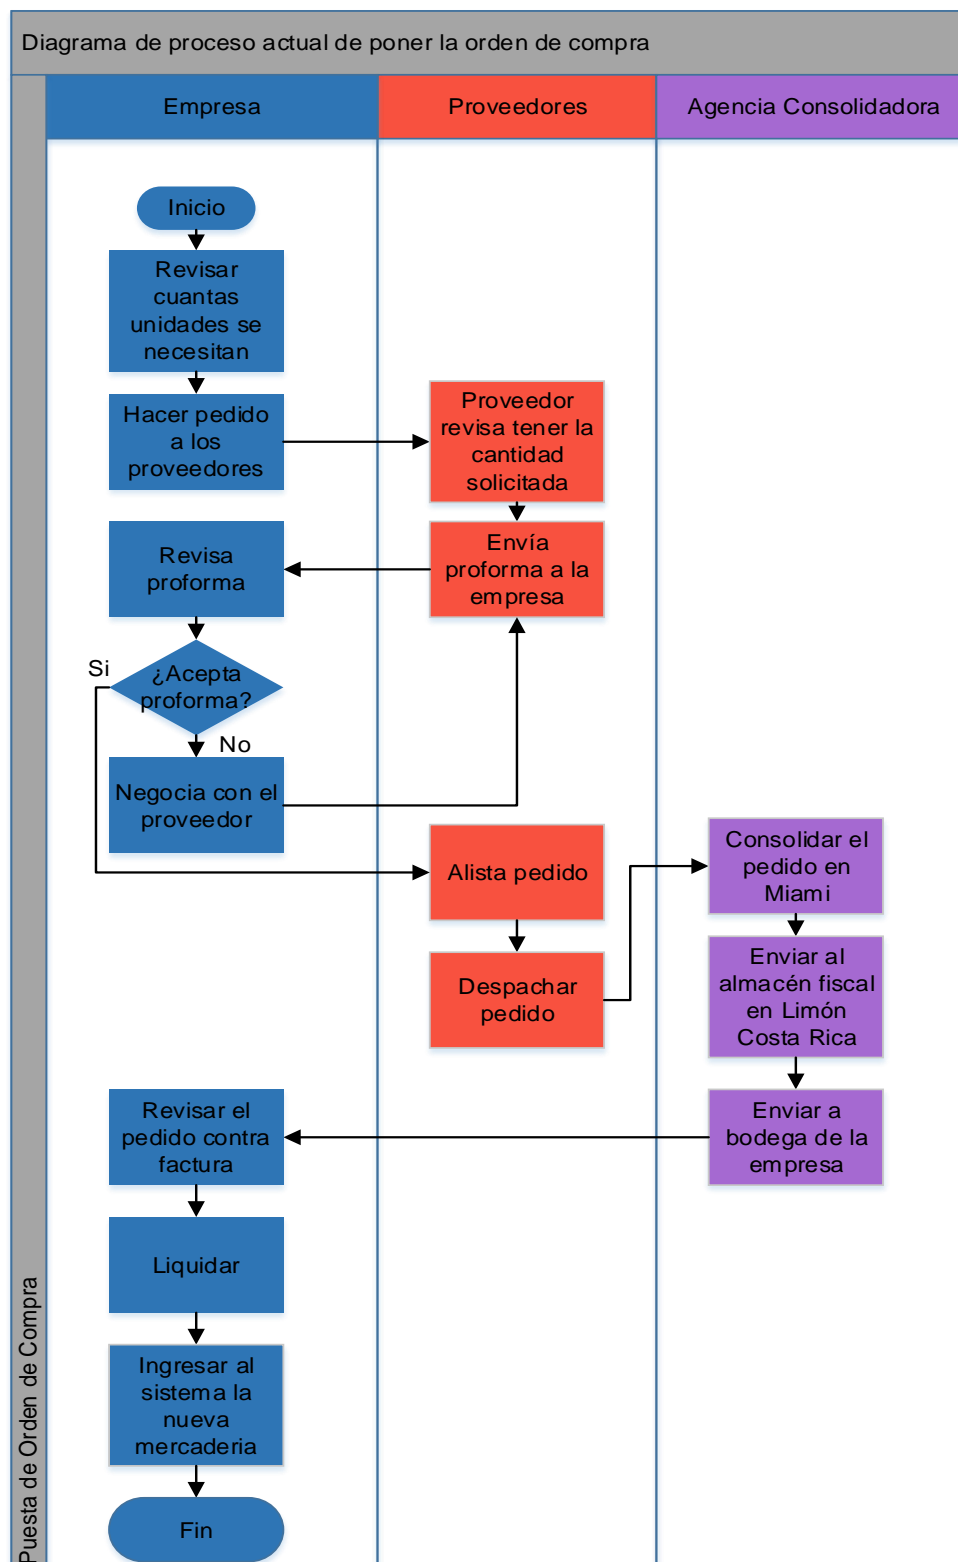 Diagrama de proceso actual de poner la orden de compra
Empresa
Proveedores
Agencia Consolidadora
Inicio
Revisar
cuantas
unidades se
necesitan
Hacer pedido
a los
proveedores
Proveedor
revisa tener la
cantidad
solicitada
Envía
proforma a la
empresa
Revisa
proforma
¿Acepta
proforma?
Si
No
Negocia con el
proveedor
Alista pedido
Despachar
pedido
Consolidar el
pedido en
Miami
Enviar al
almacén fiscal
en Limón
Costa Rica
Enviar a
bodega de la
empresa
Revisar el
pedido contra
factura
Liquidar
Ingresar al
sistema la
nueva
mercaderia
Fin
Puesta de Orden de Compra